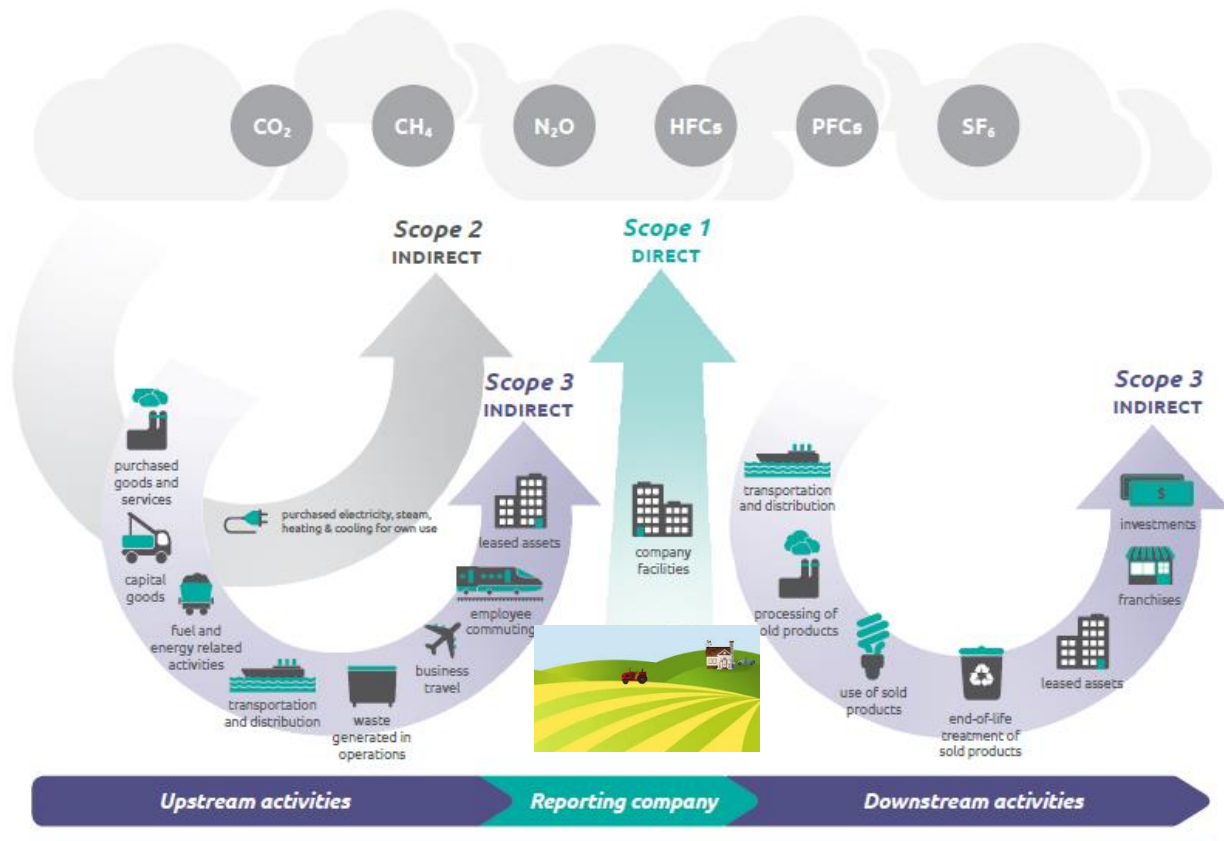 CO₂
CH₄
N₂O
HFCs
PFCs
SF₆
Scope 2
INDIRECT
Scope 1
DIRECT
Scope 3
INDIRECT
Scope 3
INDIRECT
purchased
goods and
services
capital
goods
fuel and
energy related
activities
purchased electricity, steam,
heating & cooling for own use
transportation
and distribution
waste
generated in
operations
business
travel
employee
commuting
leased assets
company
facilities
transportation
and distribution
processing of
old products
use of sold
products
end-of-life
treatment of
sold products
leased assets
franchises
investments
$
Upstream activities
Reporting company
Downstream activities